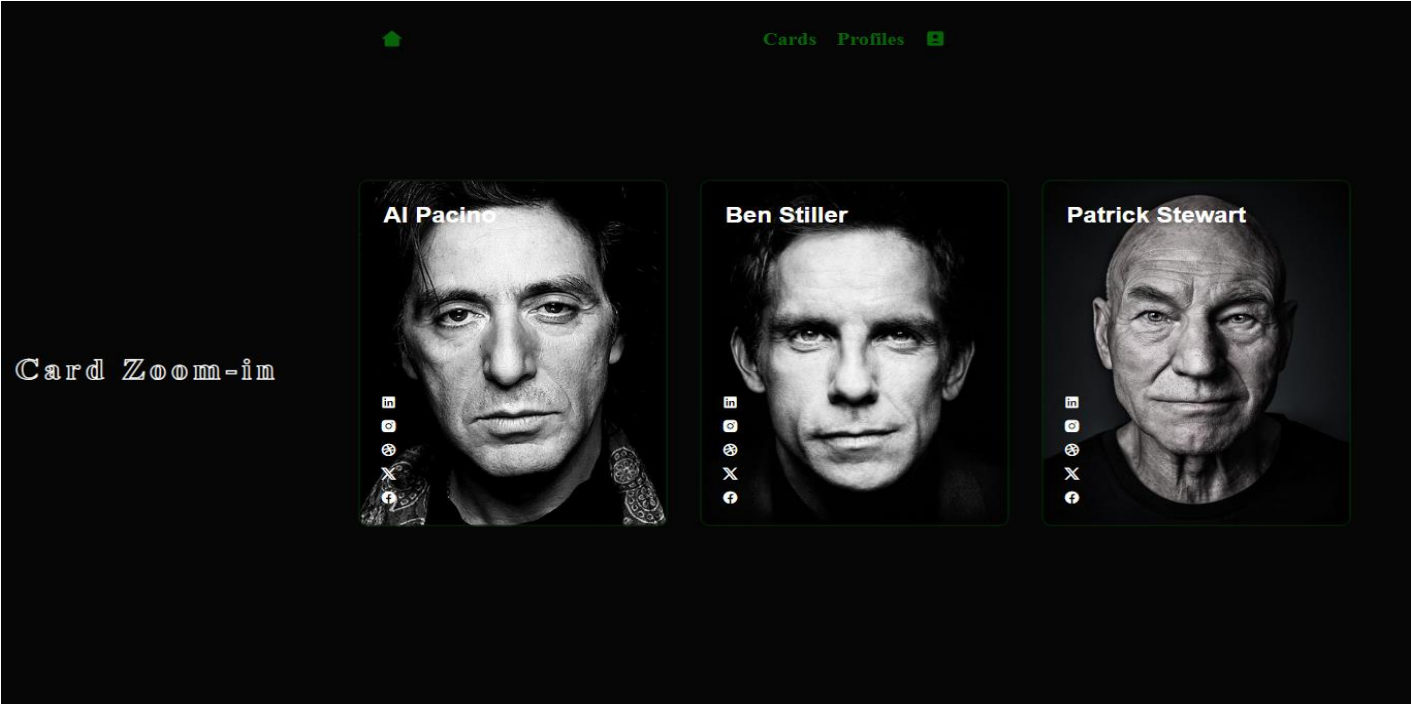 Cards Profiles
Al Pacino
Ben Stiller
Patrick Stewart
Card Zoom-in